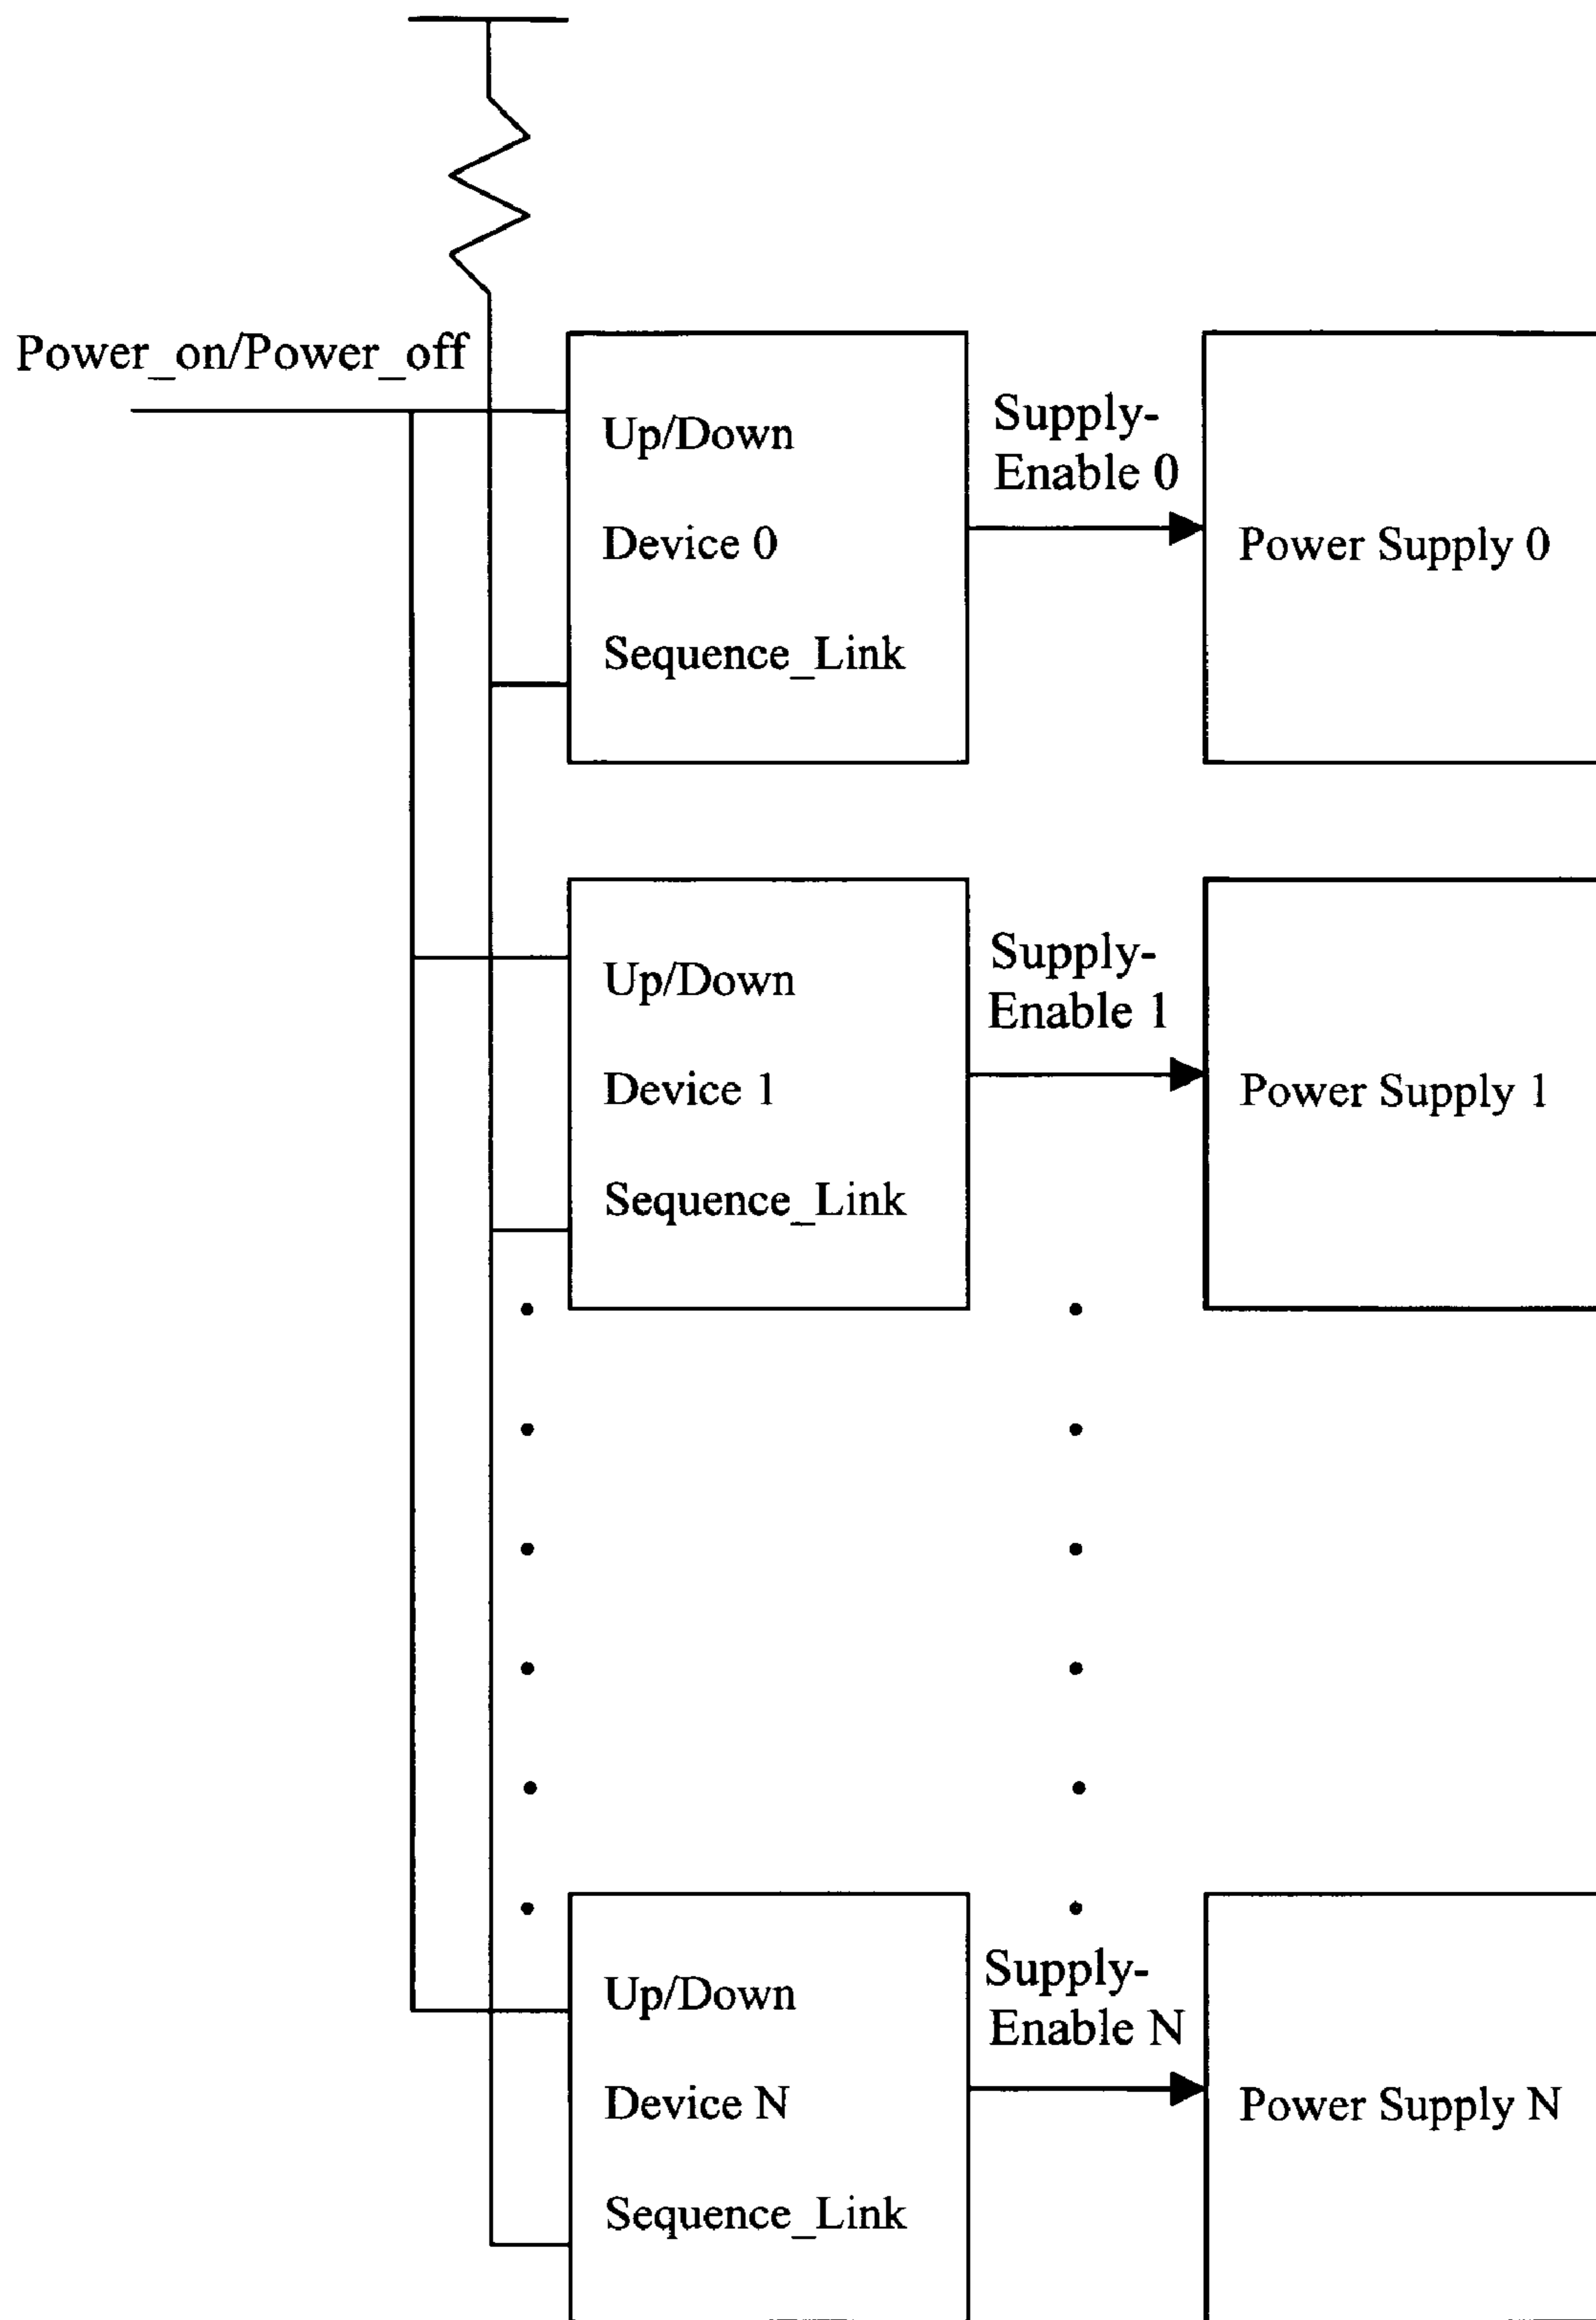 Power_on/Power_off
Up/Down
Device 0
Sequence_Link
Supply-
Enable 0
Power Supply 0
Up/Down
Device 1
Sequence_Link
Supply-
Enable 1
Power Supply 1
Up/Down
Device N
Sequence_Link
Supply-
Enable N
Power Supply N